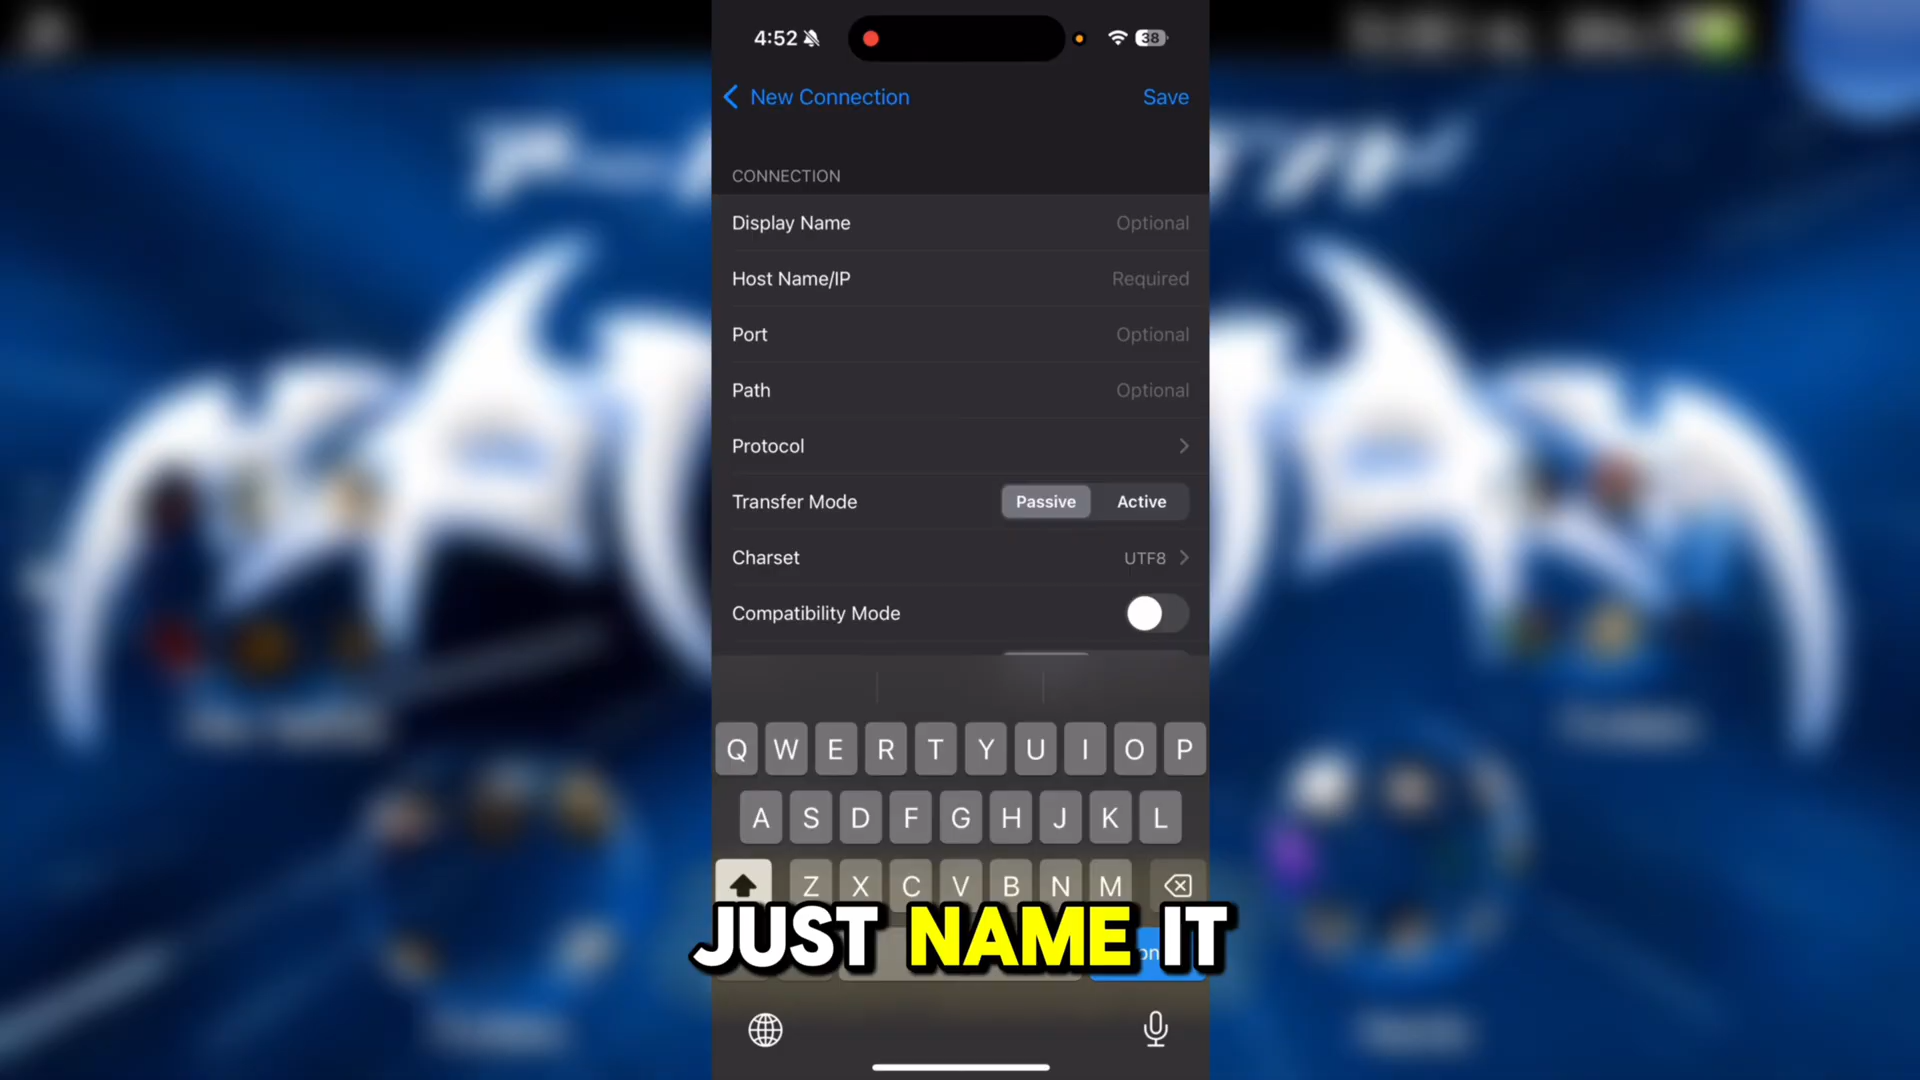 4:52
38
New Connection
Save
CONNECTION
Display Name Optional
Host Name/IP Required
Port Optional
Path Optional
Protocol
Transfer Mode Passive Active
Charset UTF8
Compatibility Mode
Q W E R T Y U I O P
A S D F G H J K L
Z X C V B N M
JUST NAME IT